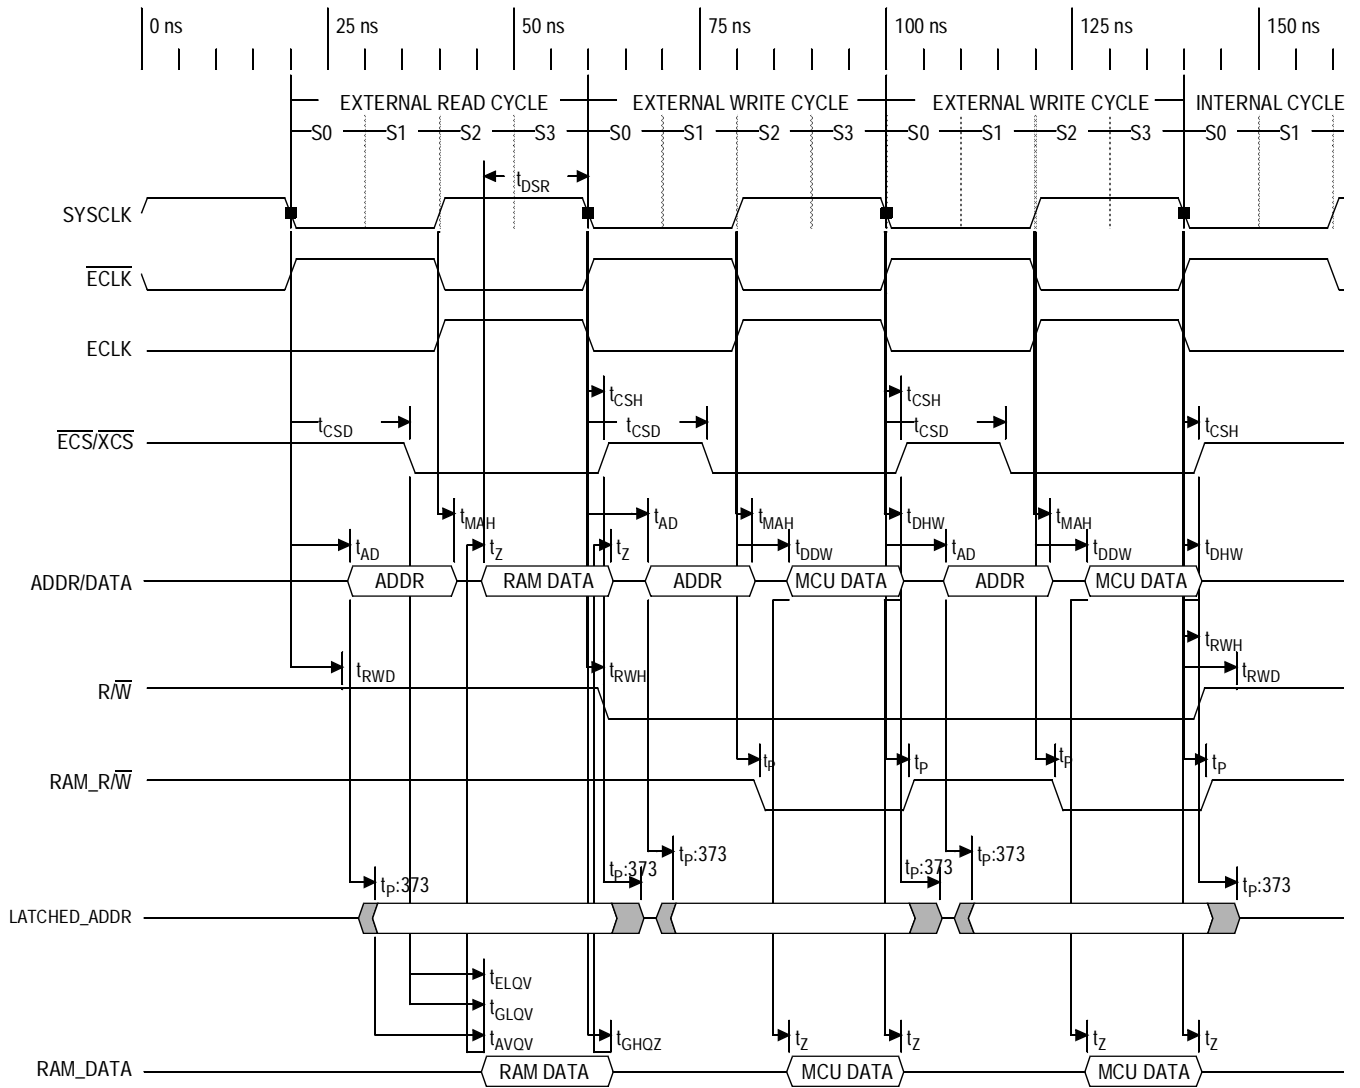 0 ns 25 ns 50 ns 75 ns 100 ns 125 ns 150 ns
EXTERNAL READ CYCLE EXTERNAL WRITE CYCLE EXTERNAL WRITE CYCLE INTERNAL CYCLE
S0 S1 S2 S3 S0 S1 S2 S3 S0 S1 S2 S3 S0 S1
tDSR
SYSCLK
ECLK
ECLK
tCSH tCSH
tCSD tCSD tCSD tCSH
ECS/XCS
tMAH tAD tMAH tDHW tMAH
tAD tZ tZ tDDW tAD tDDW tDHW
ADDR/DATA ADDR RAM DATA ADDR MCU DATA ADDR MCU DATA
tRWH
tRWD tRWH tRWD
R/W
tP tP tP tP
RAM_R/W
tP:373 tP:373
tP:373 tP:373 tP:373 tP:373
LATCHED_ADDR
tELQV
tGLQV
tAVQV tGHQZ tZ tZ tZ tZ
RAM_DATA RAM DATA MCU DATA MCU DATA